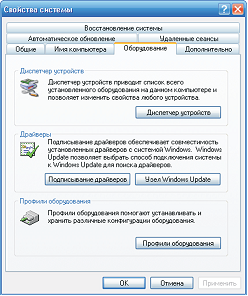 Свойства системы
Восстановление системы
Автоматическое обновление
Удаленные сеансы
Общие
Имя компьютера
Оборудование
Дополнительно
Диспетчер устройств
Диспетчер устройств приводит список всего
установленного оборудования на данном компьютере и
позволяет изменить свойства любого устройства.
Диспетчер устройств
Драйверы
Подписывание драйверов обеспечивает совместимость
установленных драйверов с системой Windows. Windows
Update позволяет выбрать способ подключения системы
к Windows Update для поиска драйверов.
Подписывание драйверов
Узел Windows Update
Профили оборудования
Профили оборудования помогают устанавливать и
хранить различные конфигурации оборудования.
Профили оборудования
OK
Отмена
Применить